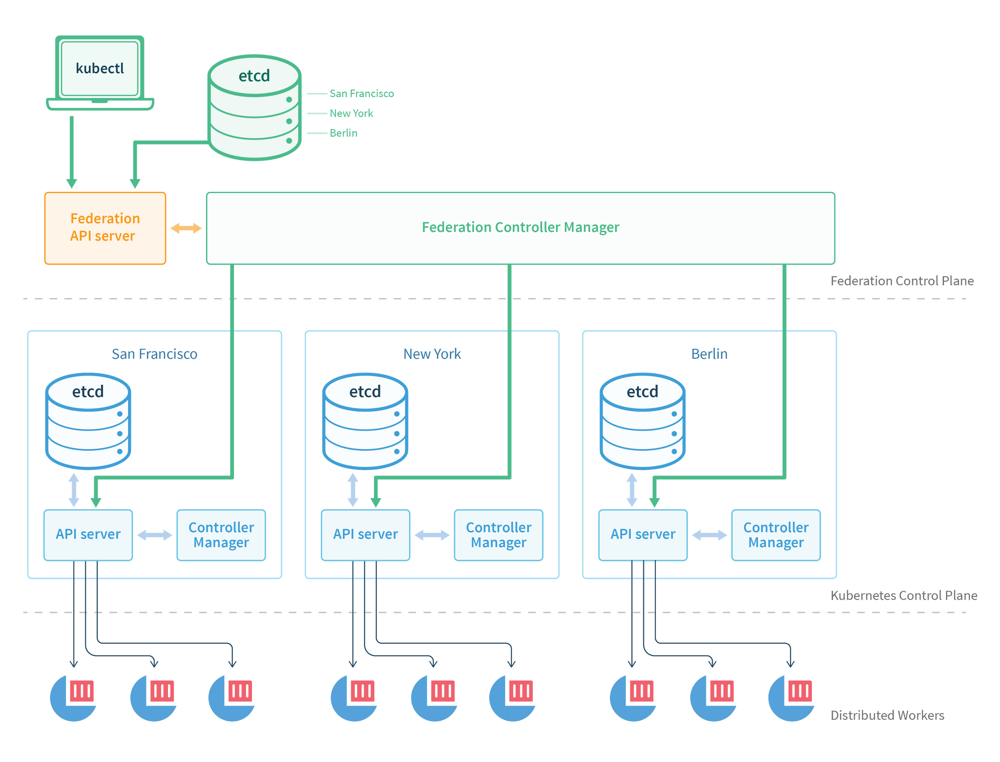 kubectl
etcd
San Francisco
New York
Berlin
Federation
API server
Federation Controller Manager
Federation Control Plane
San Francisco
etcd
API server
Controller
Manager
New York
etcd
API server
Controller
Manager
Berlin
etcd
API server
Controller
Manager
Kubernetes Control Plane
Distributed Workers